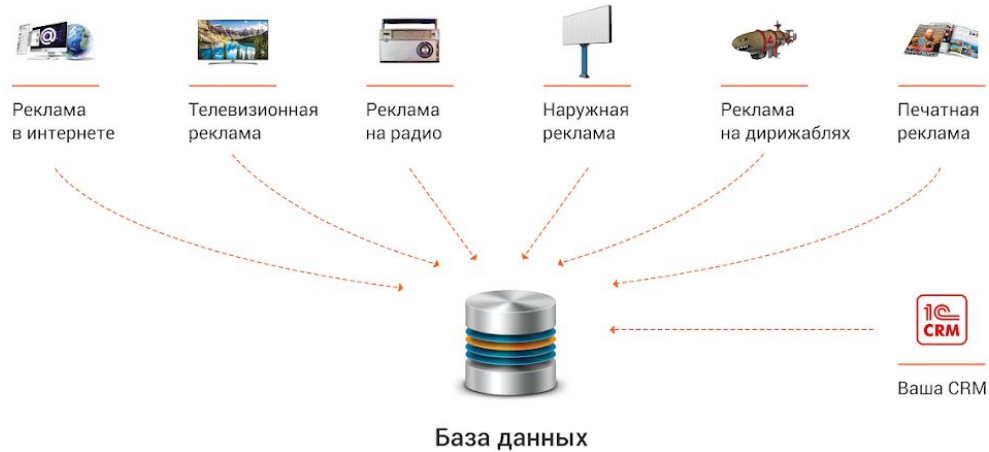 Реклама
в интернете
Телевизионная
реклама
Реклама
на радио
Наружная
реклама
Реклама
на дирижаблях
Печатная
реклама
1С
CRM
Ваша CRM
База данных